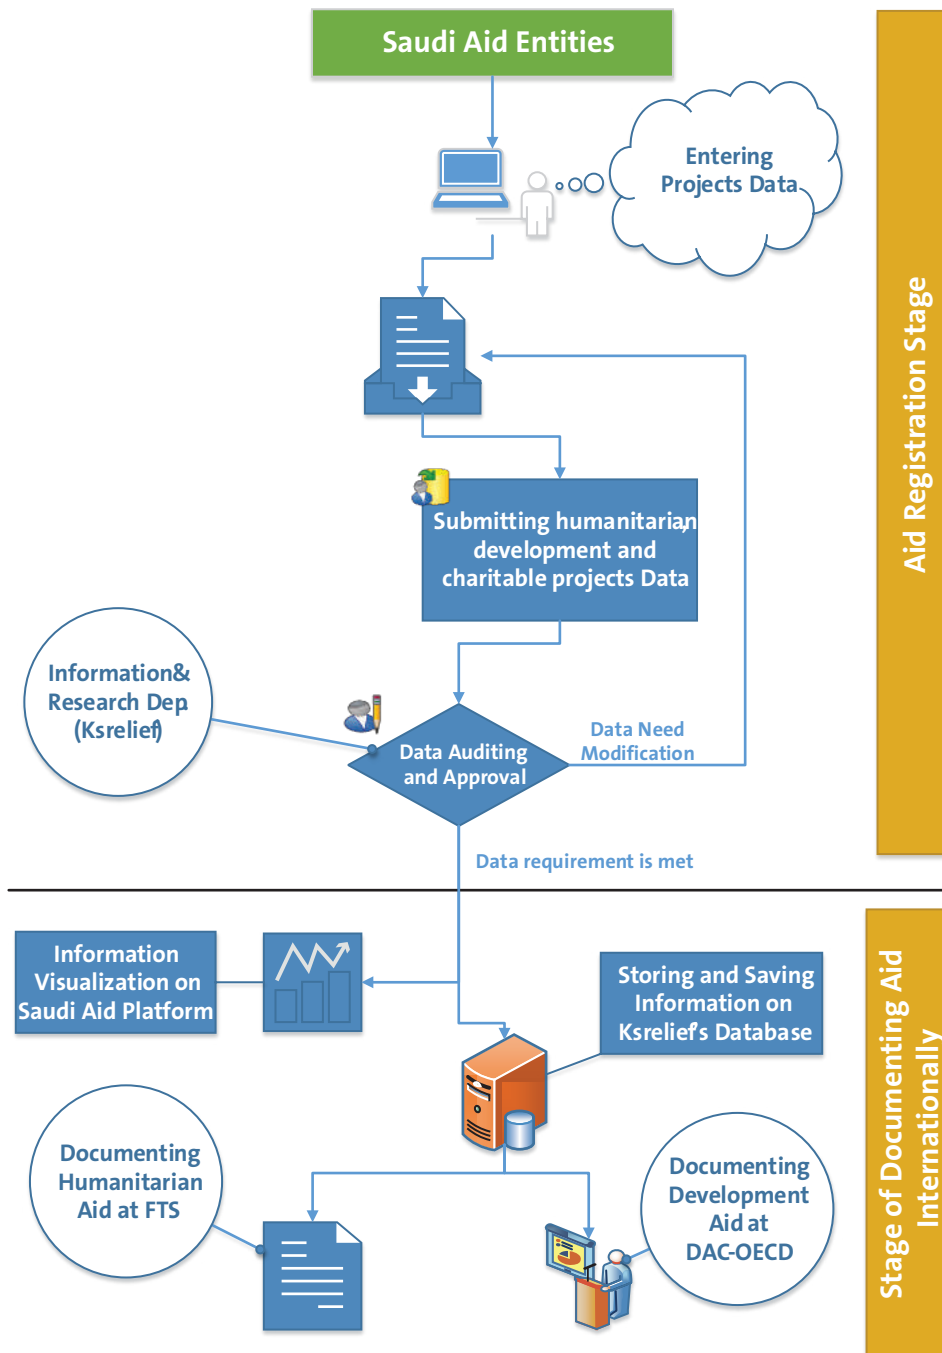 Saudi Aid Entities
Entering
Projects Data
Aid Registration Stage
Submitting humanitarian,
development and
charitable projects Data
Information&
Research Dep.
(Ksrelief)
Data Auditing
and Approval
Data Need
Modification
Data requirement is met
Information
Visualization on
Saudi Aid Platform
Storing and Saving
Information on
Ksrelief's Database
Stage of Documenting Aid
Internationally
Documenting
Humanitarian
Aid at FTS
Documenting
Development
Aid at
DAC-OECD